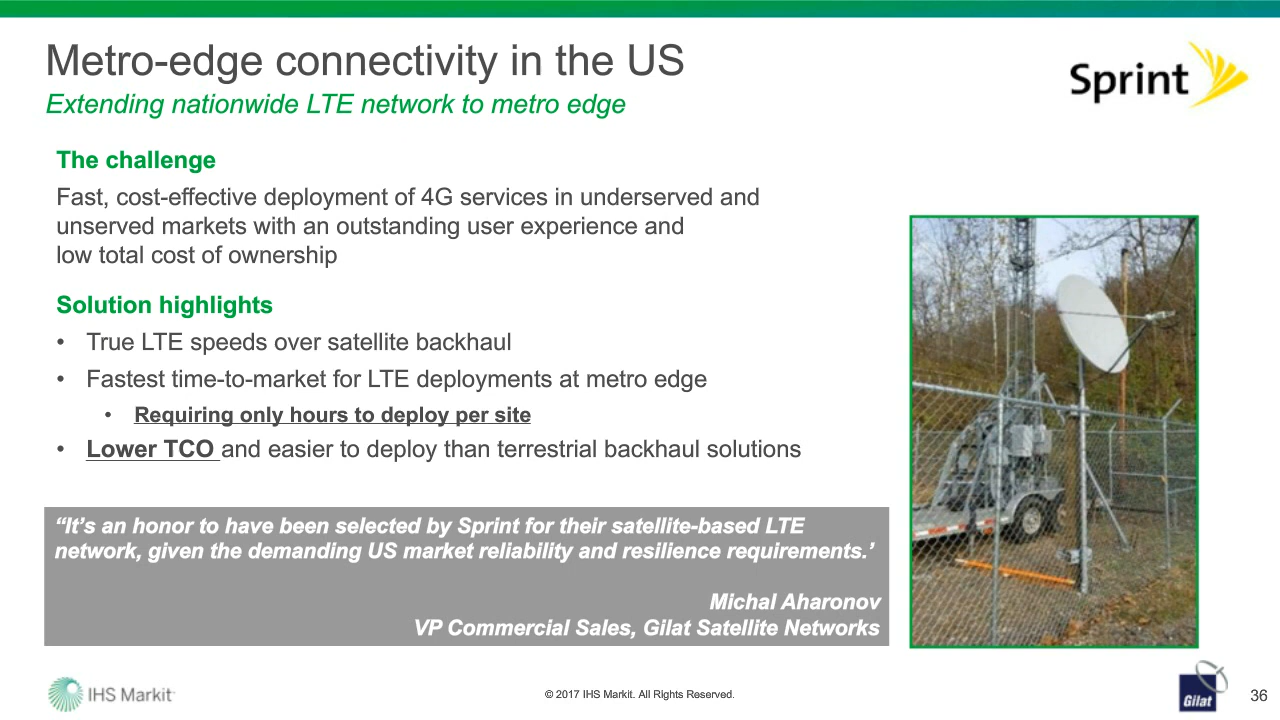 Metro-edge connectivity in the US
Extending nationwide LTE network to metro edge
Sprint
The challenge
Fast, cost-effective deployment of 4G services in underserved and
unserved markets with an outstanding user experience and
low total cost of ownership
Solution highlights
• True LTE speeds over satellite backhaul
• Fastest time-to-market for LTE deployments at metro edge
• Requiring only hours to deploy per site
• Lower TCO and easier to deploy than terrestrial backhaul solutions
“It’s an honor to have been selected by Sprint for their satellite-based LTE
network, given the demanding US market reliability and resilience requirements.’
Michal Aharonov
VP Commercial Sales, Gilat Satellite Networks
IHS Markit
© 2017 IHS Markit. All Rights Reserved.
Gilat
36